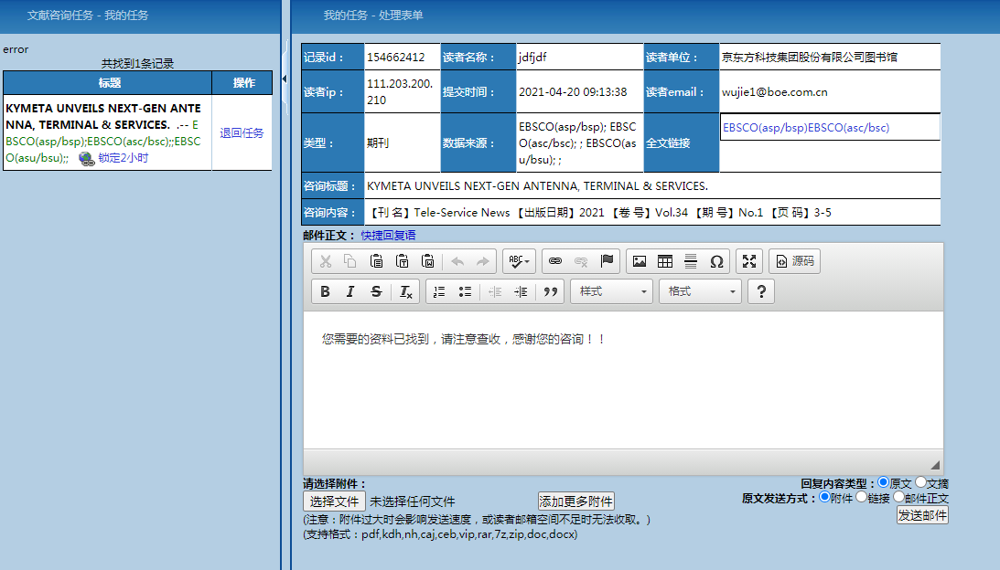 文献咨询任务 - 我的任务
error
共找到1条记录
标题 操作
KYMETA UNVEILS NEXT-GEN ANTE
NNA, TERMINAL & SERVICES. .-- E
BSCO(asp/bsp);EBSCO(asc/bsc);;EBSC
O(asu/bsu);; 锁定2小时
退回任务
我的任务 - 处理表单
记录id： 154662412 读者名称： jdfjdf 读者单位： 京东方科技集团股份有限公司图书馆
读者ip： 111.203.200.
210 提交时间： 2021-04-20 09:13:38 读者email： wujie1@boe.com.cn
类型： 期刊 数据来源： EBSCO(asp/bsp); EBSC
O(asc/bsc); ; EBSCO(as
u/bsu); ;
全文链接 EBSCO(asp/bsp)EBSCO(asc/bsc)
咨询标题： KYMETA UNVEILS NEXT-GEN ANTENNA, TERMINAL & SERVICES.
咨询内容： 【刊 名】Tele-Service News 【出版日期】2021 【卷 号】Vol.34 【期 号】No.1 【页 码】3-5
邮件正文： 快捷回复语
ABC Ω 源码
B I S Tx 样式 格式 ?
您需要的资料已找到，请注意查收，感谢您的咨询！！
请选择附件： 回复内容类型： 原文 文摘
选择文件 未选择任何文件 添加更多附件 原文发送方式： 附件 链接 邮件正文
发送邮件
(注意：附件过大时会影响发送速度，或读者邮箱空间不足时无法收取。)
(支持格式：pdf,kdh,nh,caj,ceb,vip,rar,7z,zip,doc,docx)